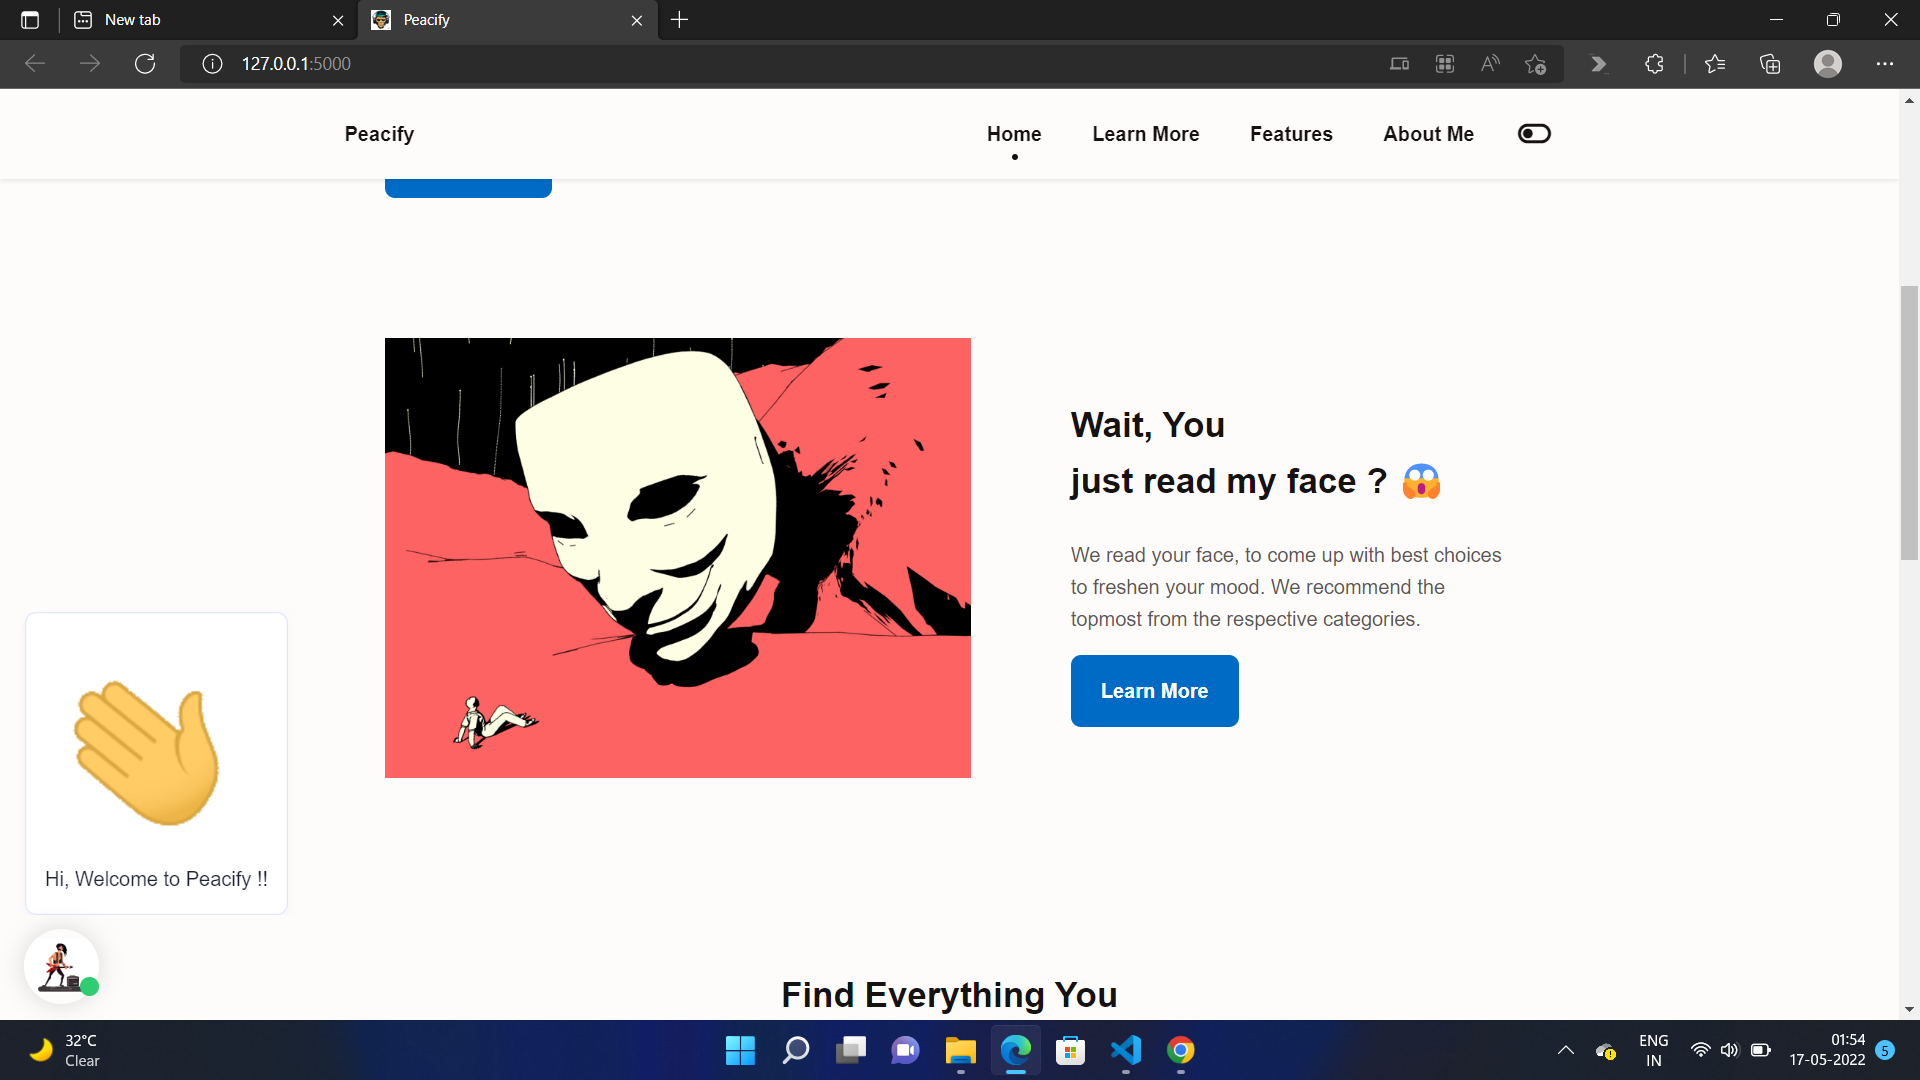 New tab
Peacify
127.0.0.1:5000
Peacify
Home
Learn More
Features
About Me
Wait, You
just read my face ? 😱
We read your face, to come up with best choices
to freshen your mood. We recommend the
topmost from the respective categories.
Learn More
Hi, Welcome to Peacify !!
Find Everything You
32°C
Clear
ENG
IN
01:54
17-05-2022
5